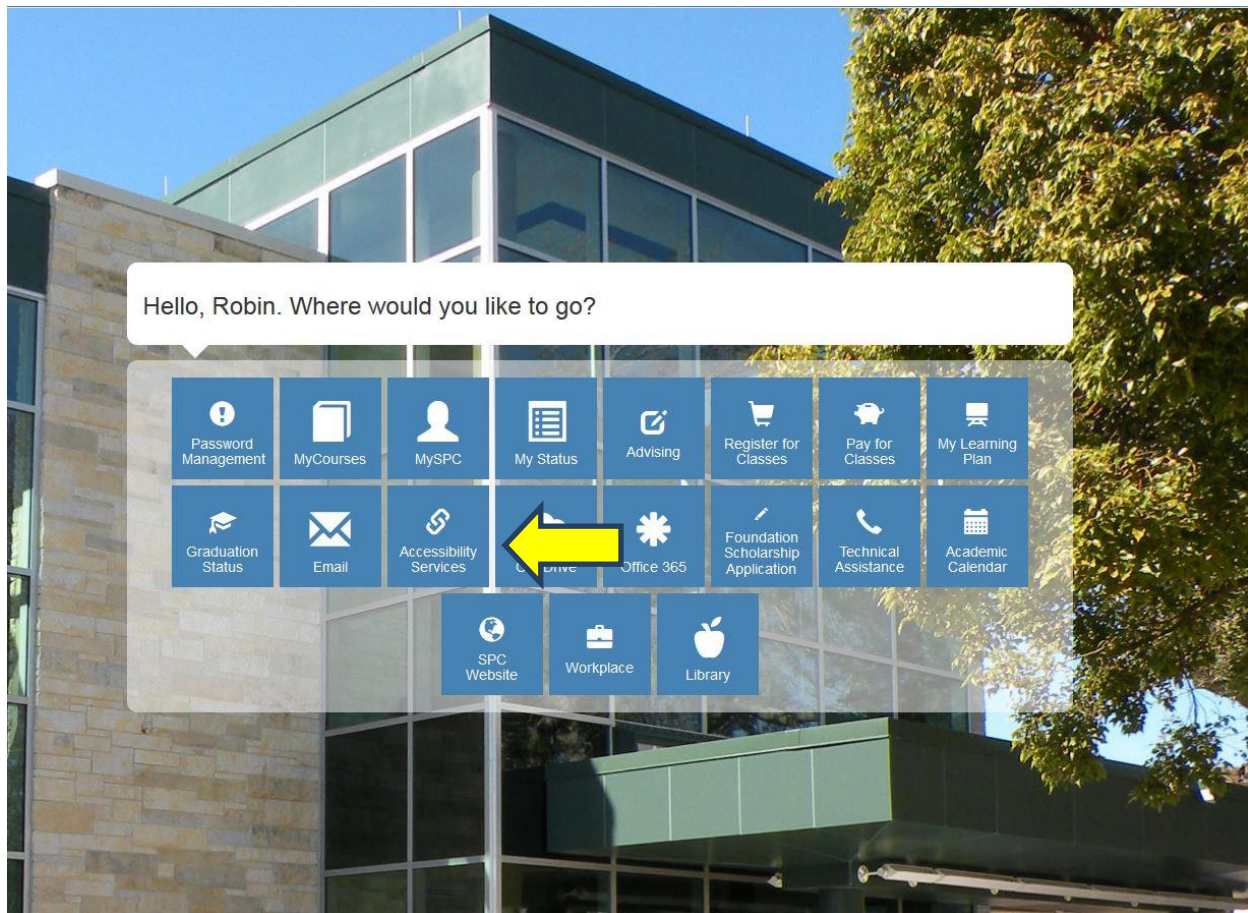 Hello, Robin. Where would you like to go?
Password
Management
MyCourses
MySPC
My Status
Advising
Register for
Classes
Pay for
Classes
My Learning
Plan
Graduation
Status
Email
Accessibility
Services
Office 365
Foundation
Scholarship
Application
Technical
Assistance
Academic
Calendar
SPC
Website
Workplace
Library